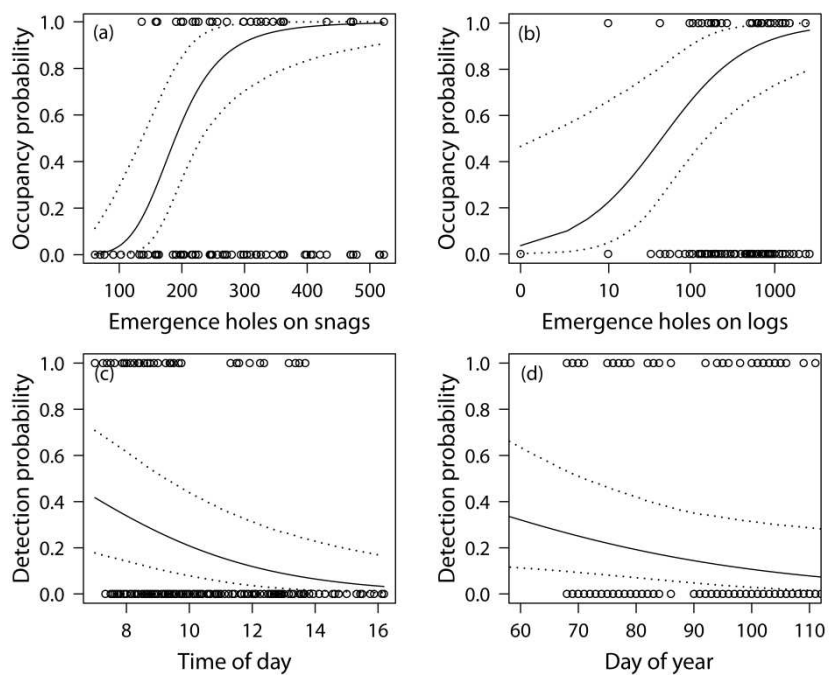 (a)
Occupancy probability
1.0
0.8
0.6
0.4
0.2
0.0
100 200 300 400 500
Emergence holes on snags
(b)
Occupancy probability
1.0
0.8
0.6
0.4
0.2
0.0
0 10 100 1000
Emergence holes on logs
(c)
Detection probability
1.0
0.8
0.6
0.4
0.2
0.0
8 10 12 14 16
Time of day
(d)
Detection probability
1.0
0.8
0.6
0.4
0.2
0.0
60 70 80 90 100 110
Day of year